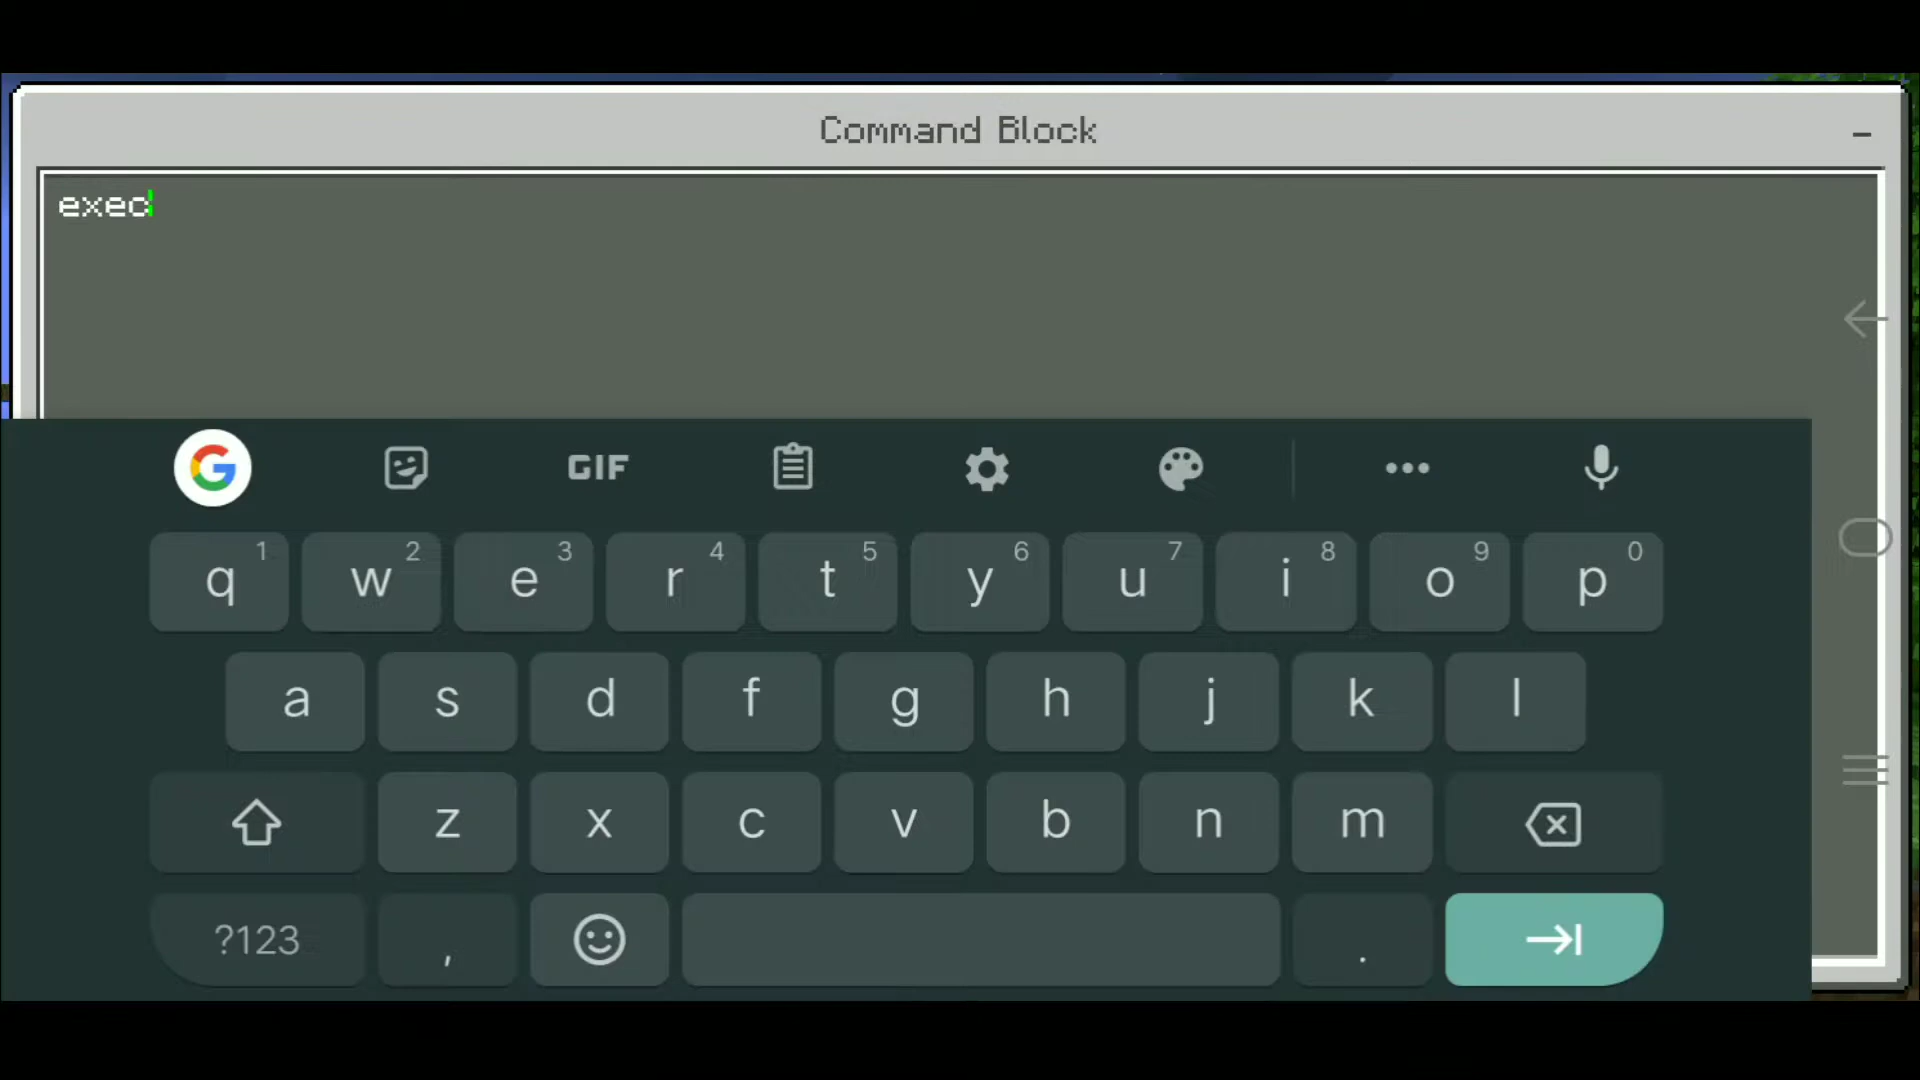 Command Block
exec
GIF
q 1 w 2 e 3 r 4 t 5 y 6 u 7 i 8 o 9 p 0
a s d f g h j k l
z x c v b n m
?123 , .